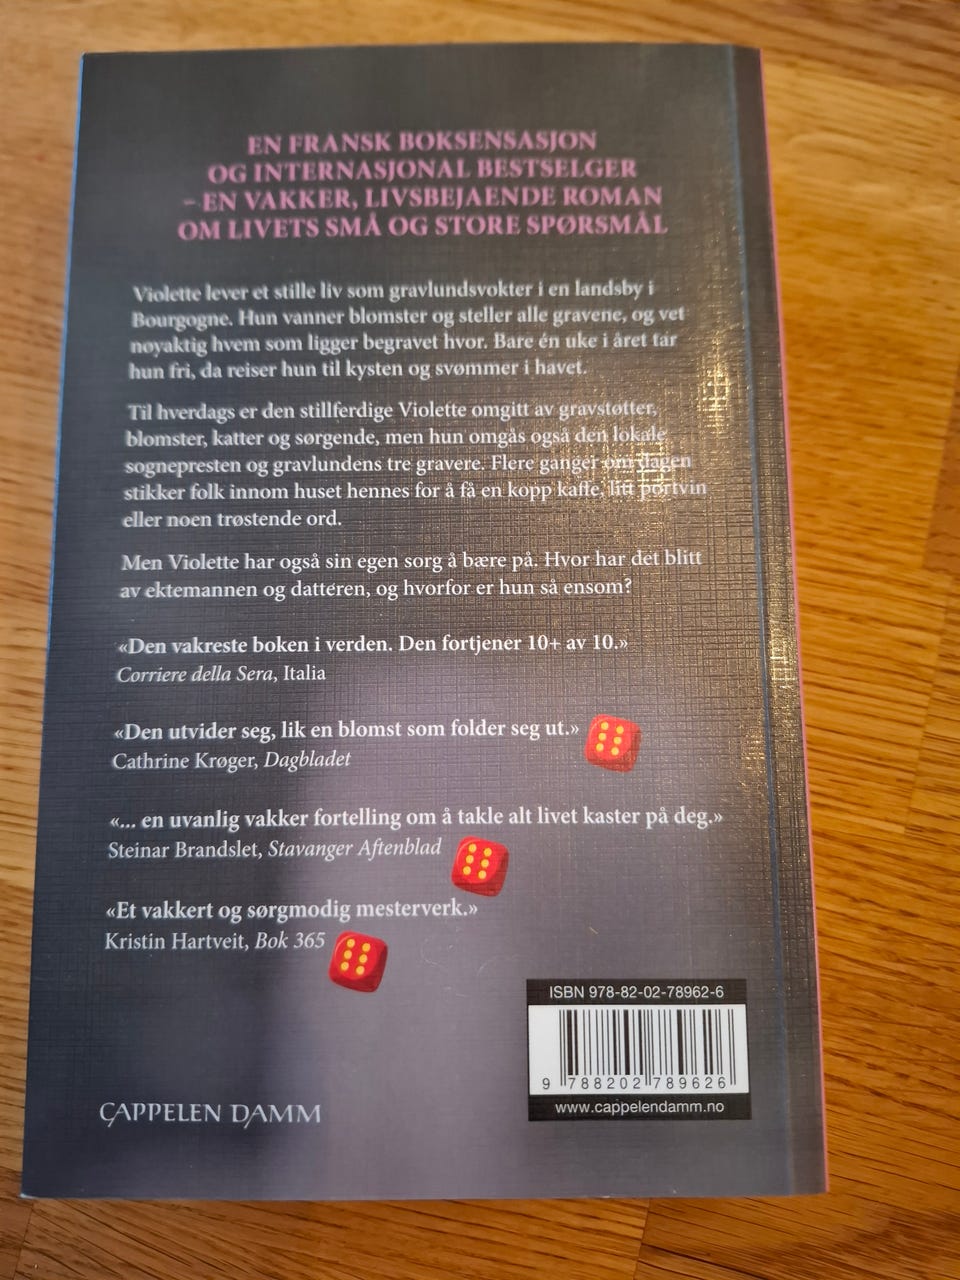 EN FRANSK BOKSENSASJON
OG INTERNASJONAL BESTSELGER
– EN VAKKER, LIVSBEJAENDE ROMAN
OM LIVETS SMÅ OG STORE SPØRSMÅL
Violette lever et stille liv som gravlundsvokter i en landsby i
Bourgogne. Hun vanner blomster og steller alle gravene, og vet
nøyaktig hvem som ligger begravet hvor. Bare én uke i året tar
hun fri, da reiser hun til kysten og svømmer i havet.
Til hverdags er den stillferdige Violette omgitt av gravstøtter,
blomster, katter og sørgende, men hun omgås også den lokale
sognepresten og gravlundens tre gravere. Flere ganger om dagen
stikker folk innom huset hennes for å få en kopp kaffe, litt portvin
eller noen trøstende ord.
Men Violette har også sin egen sorg å bære på. Hvor har det blitt
av ektemannen og datteren, og hvorfor er hun så ensom?
«Den vakreste boken i verden. Den fortjener 10+ av 10.»
Corriere della Sera, Italia
«Den utvider seg, lik en blomst som folder seg ut.»
Cathrine Krøger, Dagbladet
«... en uvanlig vakker fortelling om å takle alt livet kaster på deg.»
Steinar Brandslet, Stavanger Aftenblad
«Et vakkert og sørgmodig mesterverk.»
Kristin Hartveit, Bok 365
ISBN 978-82-02-78962-6
9 788202 789626
www.cappelendamm.no
CAPPELEN DAMM